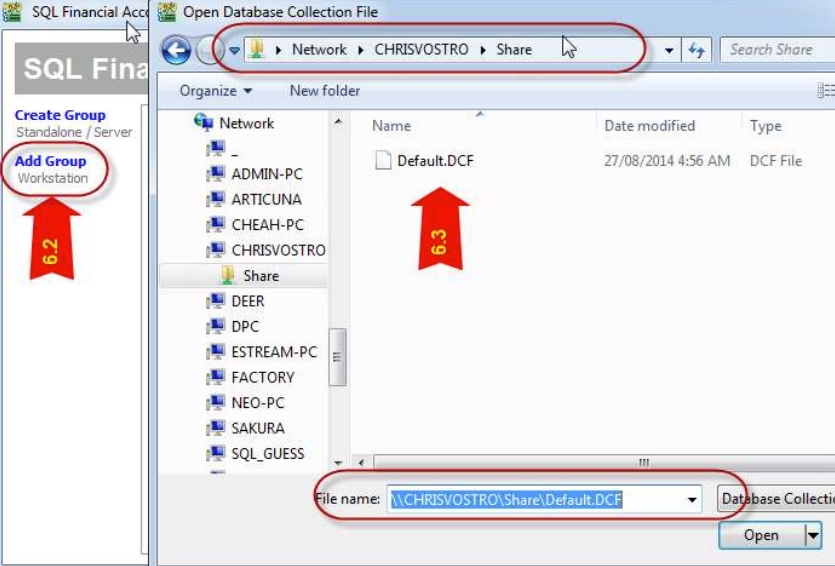 SQL Financial Acc
SQL Fina
Create Group
Standalone / Server
Add Group
Workstation
6.2
Open Database Collection File
Network CHRISVOSTRO Share
Search Share
Organize New folder
Network
_
ADMIN-PC
ARTICUNA
CHEAH-PC
CHRISVOSTRO
Share
DEER
DPC
ESTREAM-PC
FACTORY
NEO-PC
SAKURA
SQL_GUESS
Name Date modified Type
Default.DCF 27/08/2014 4:56 AM DCF File
6.3
File name: \\CHRISVOSTRO\Share\Default.DCF
Database Collectio
Open